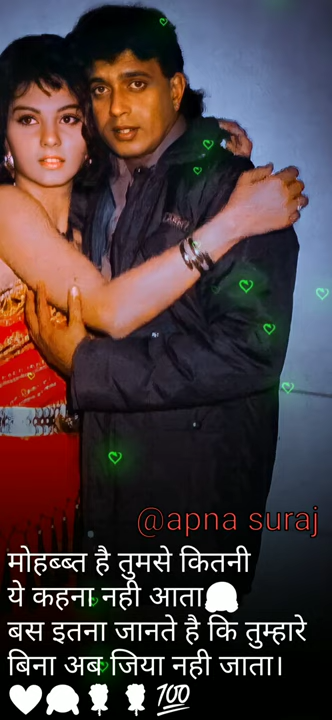 @apna suraj
मोहब्ब्त है तुमसे कितनी
ये कहना नही आता
बस इतना जानते है कि तुम्हारे
बिना अब जिया नही जाता।
🤍🌹🌹💯